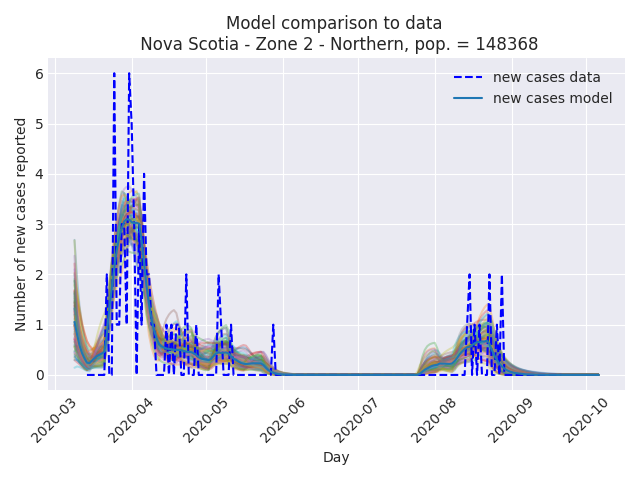 Model comparison to data
Nova Scotia - Zone 2 - Northern, pop. = 148368
new cases data
new cases model
Number of new cases reported
6
5
4
3
2
1
0
2020-03
2020-04
2020-05
2020-06
2020-07
2020-08
2020-09
2020-10
Day